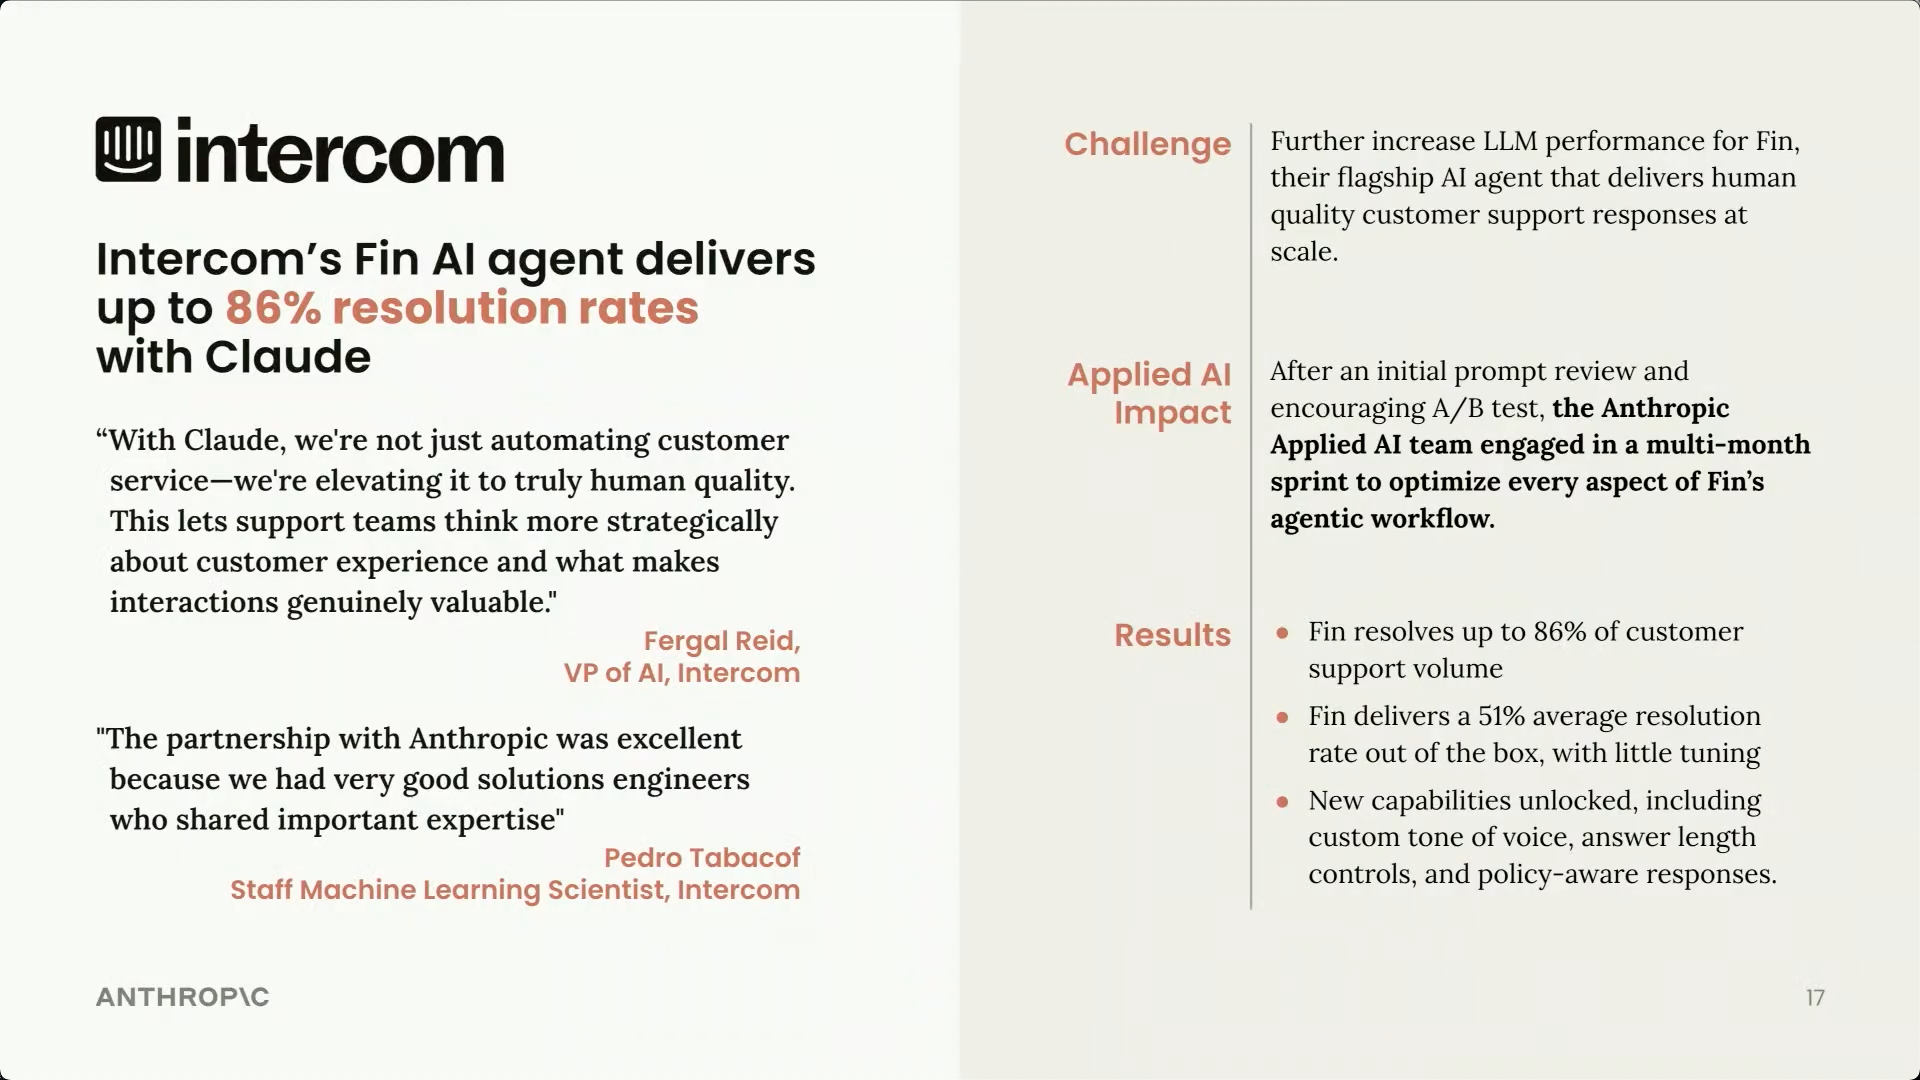 intercom
Intercom’s Fin AI agent delivers
up to 86% resolution rates
with Claude
“With Claude, we're not just automating customer
service—we're elevating it to truly human quality.
This lets support teams think more strategically
about customer experience and what makes
interactions genuinely valuable."
Fergal Reid,
VP of AI, Intercom
"The partnership with Anthropic was excellent
because we had very good solutions engineers
who shared important expertise"
Pedro Tabacof
Staff Machine Learning Scientist, Intercom
ANTHROP\C
Challenge
Further increase LLM performance for Fin,
their flagship AI agent that delivers human
quality customer support responses at
scale.
Applied AI
Impact
After an initial prompt review and
encouraging A/B test, the Anthropic
Applied AI team engaged in a multi-month
sprint to optimize every aspect of Fin’s
agentic workflow.
Results
● Fin resolves up to 86% of customer
support volume
● Fin delivers a 51% average resolution
rate out of the box, with little tuning
● New capabilities unlocked, including
custom tone of voice, answer length
controls, and policy-aware responses.
17